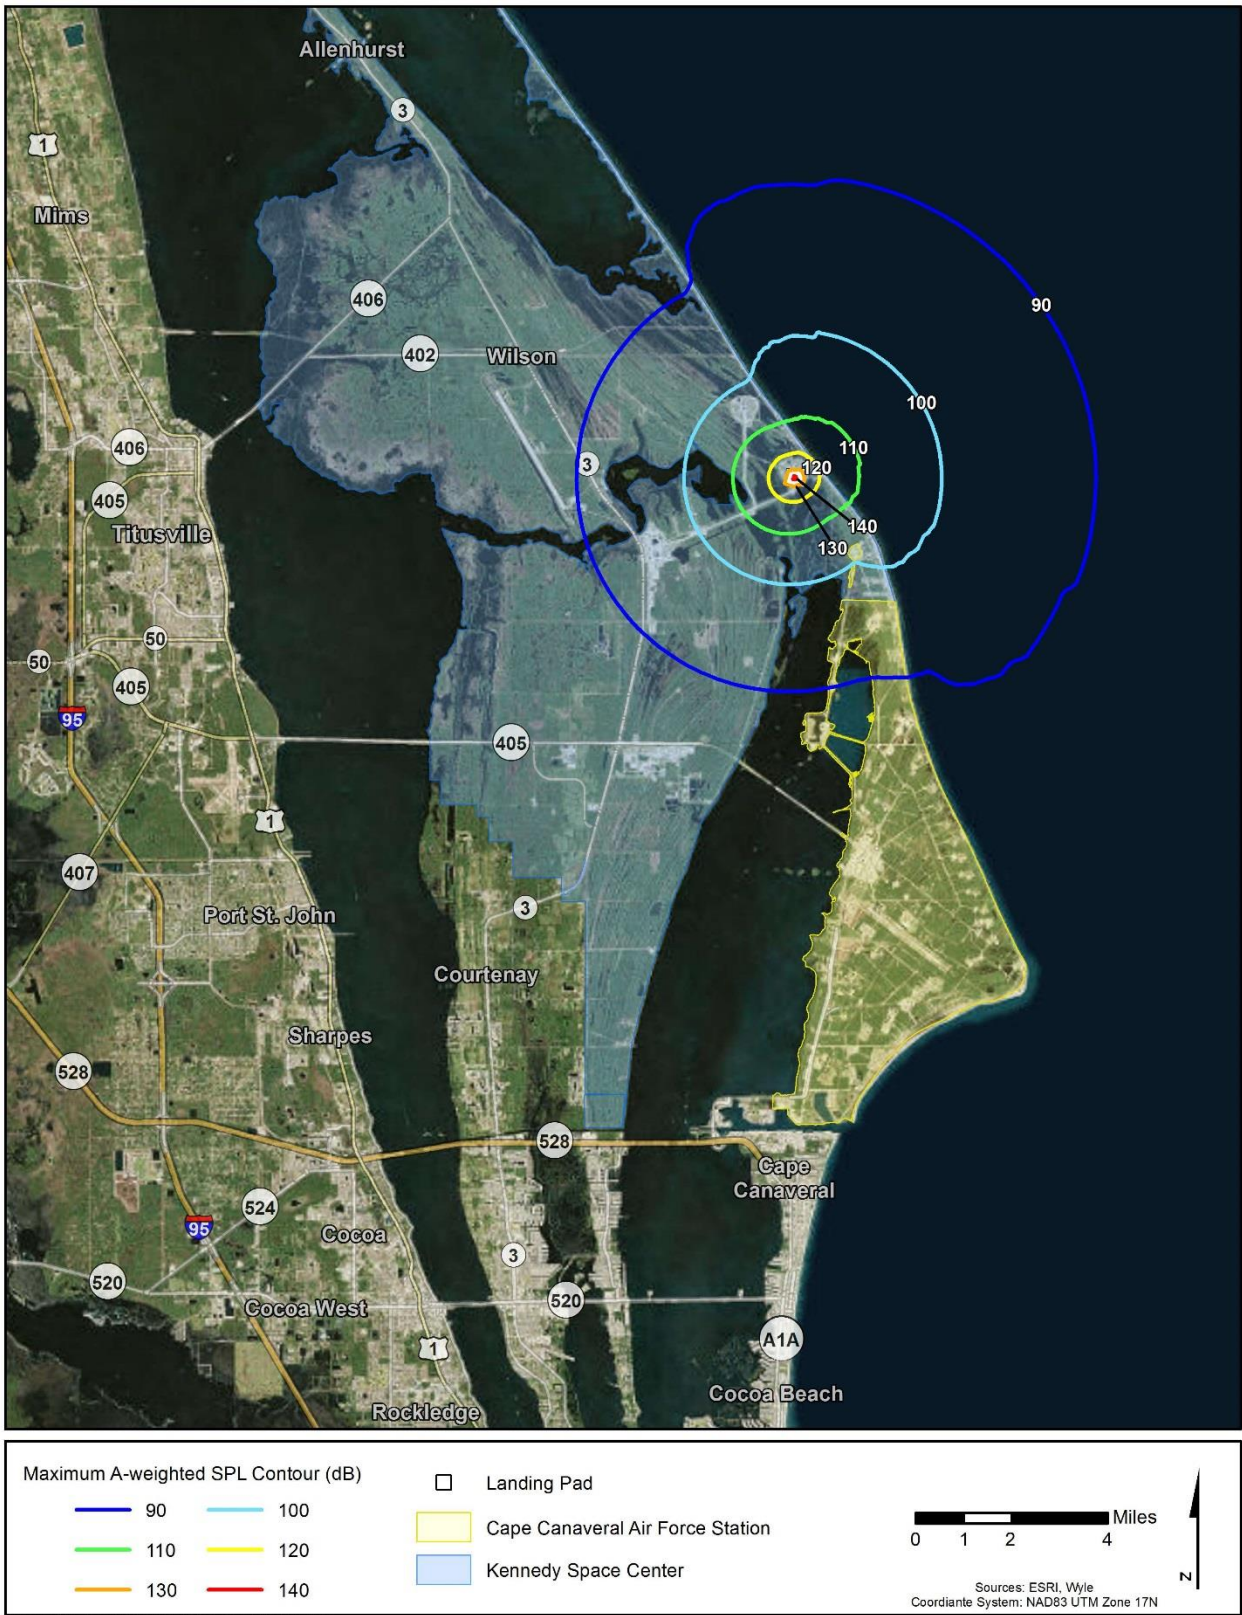 Allenhurst
3
1
Mims
90
406
402
Wilson
100
406
3
110
120
405
Titusville
140
130
50
50
405
95
405
1
407
3
Port St. John
Courtenay
Sharpes
528
528
Cape
Canaveral
524
95
Cocoa
3
520
520
Cocoa West
A1A
1
Cocoa Beach
Rockledge
Maximum A-weighted SPL Contour (dB)
90
100
110
120
130
140
Landing Pad
Cape Canaveral Air Force Station
Kennedy Space Center
Miles
0 1 2 4
N
Sources: ESRI, Wyle
Coordiante System: NAD83 UTM Zone 17N